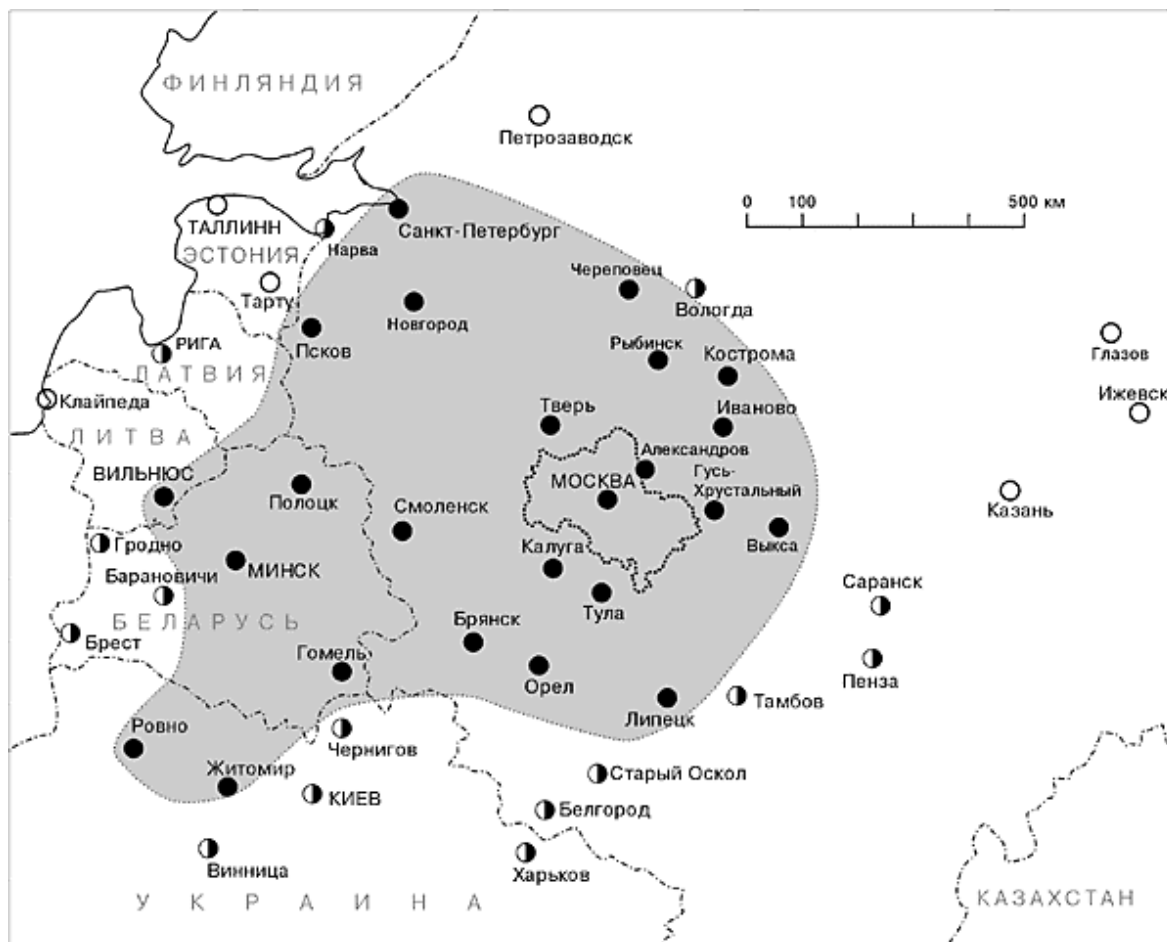 ФИНЛЯНДИЯ
Петрозаводск
0 100 500 км
ТАЛЛИНН
Санкт-Петербург
Нарва
ЭСТОНИЯ
Череповец
Тарту
Вологда
Новгород
РИГА
Псков
Рыбинск
Кострома
Глазов
ЛАТВИЯ
Клайпеда
Ижевск
Тверь
Иваново
ЛИТВА
Александров
ВИЛЬНЮС
МОСКВА
Гусь-
Хрустальный
Полоцк
Смоленск
Казань
Гродно
Калуга
Выкса
МИНСК
Барановичи
Саранск
Тула
БЕЛАРУСЬ
Брянск
Брест
Гомель
Орел
Пенза
Тамбов
Липецк
Ровно
Чернигов
Житомир
Старый Оскол
КИЕВ
Белгород
Винница
Харьков
УКРАИНА
КАЗАХСТАН